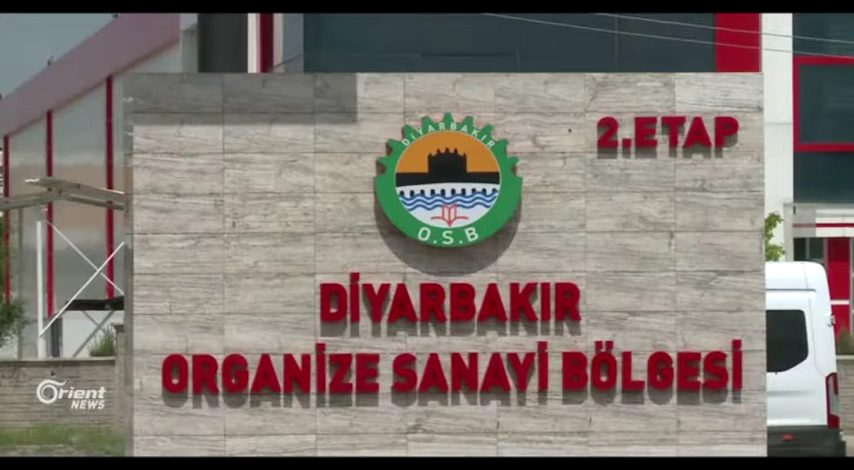 2.ETAP
DİYARBAKIR
O.S.B
DİYARBAKIR
ORGANİZE SANAYİ BÖLGESİ
Orient
NEWS